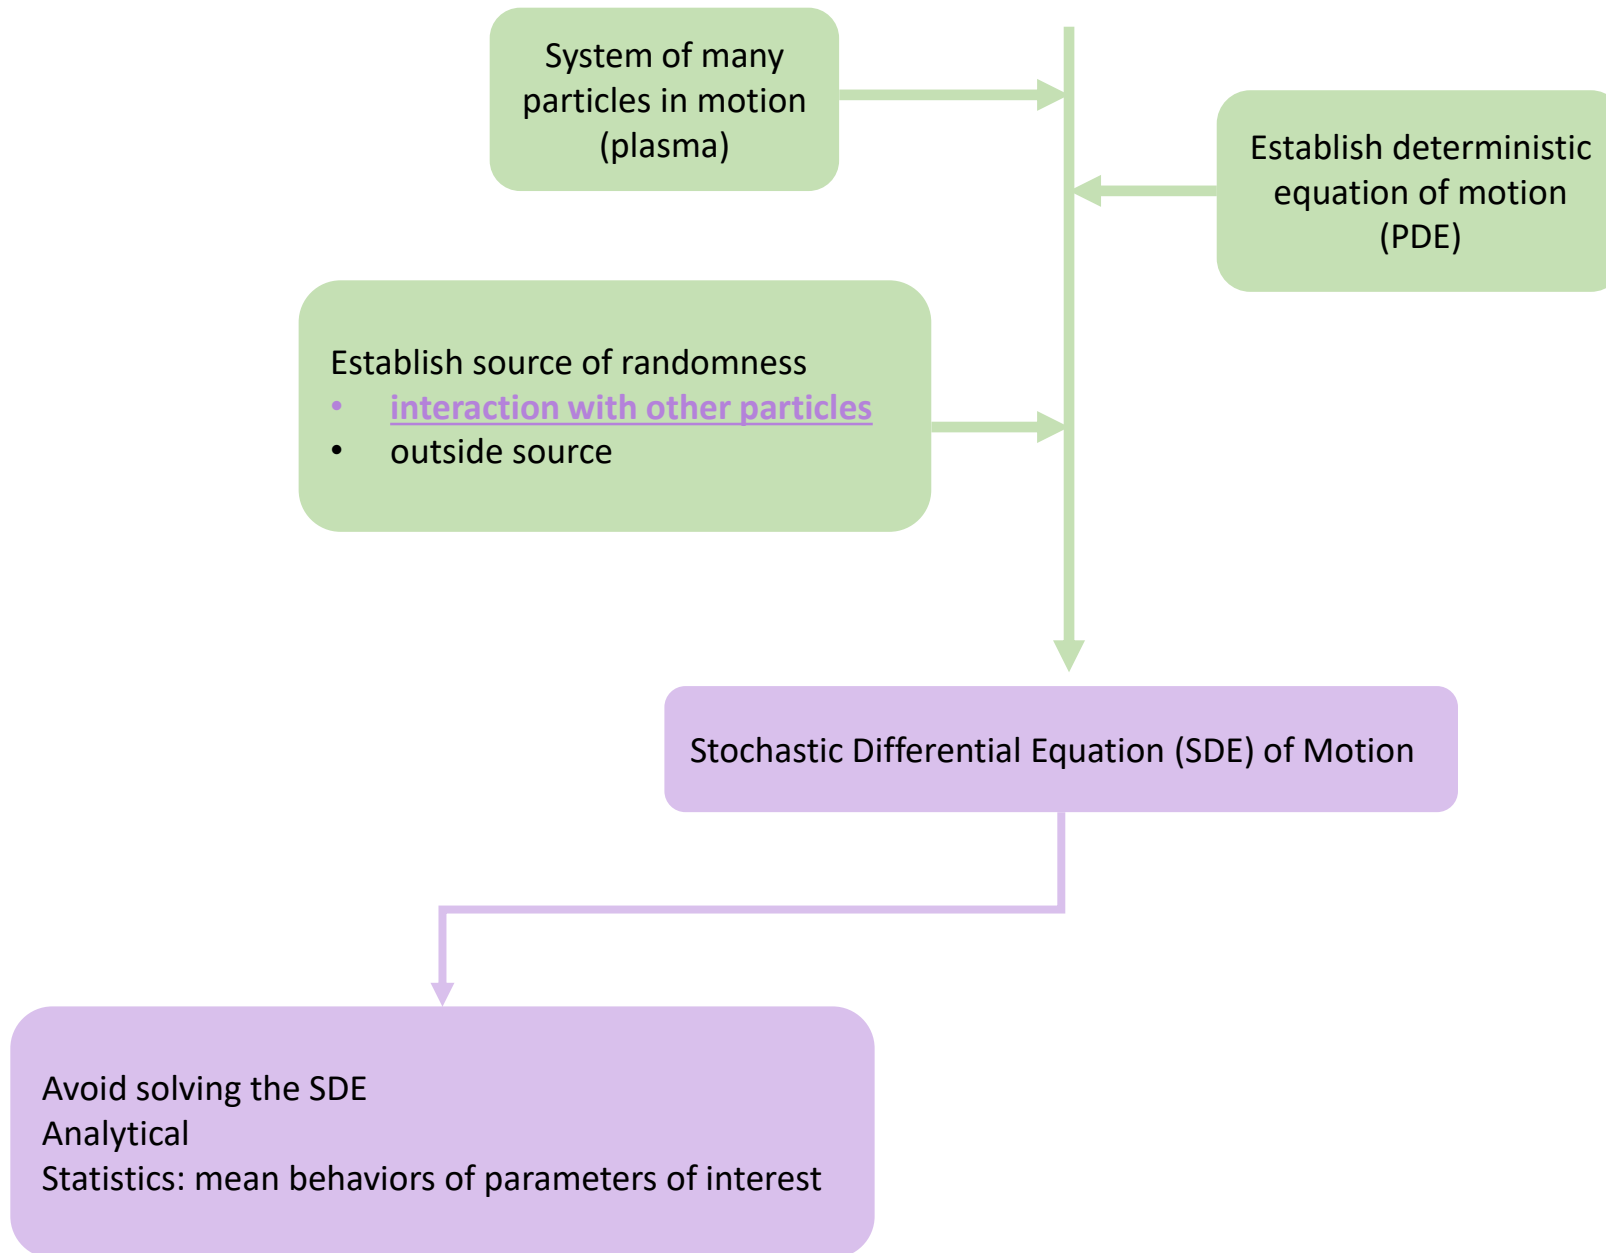 System of many
particles in motion
(plasma)
Establish deterministic
equation of motion
(PDE)
Establish source of randomness
• interaction with other particles
• outside source
Stochastic Differential Equation (SDE) of Motion
Avoid solving the SDE
Analytical
Statistics: mean behaviors of parameters of interest